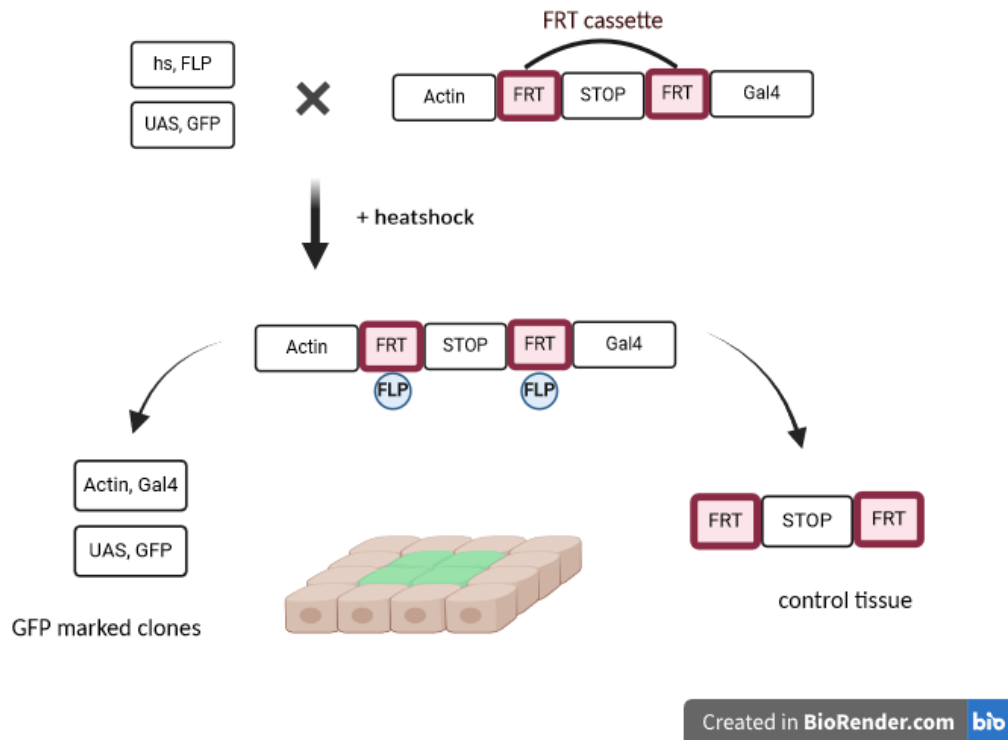 FRT cassette
hs, FLP
UAS, GFP
Actin
FRT
STOP
FRT
Gal4
+ heatshock
Actin
FRT
STOP
FRT
Gal4
FLP
FLP
Actin, Gal4
UAS, GFP
GFP marked clones
FRT
STOP
FRT
control tissue
Created in BioRender.com bio